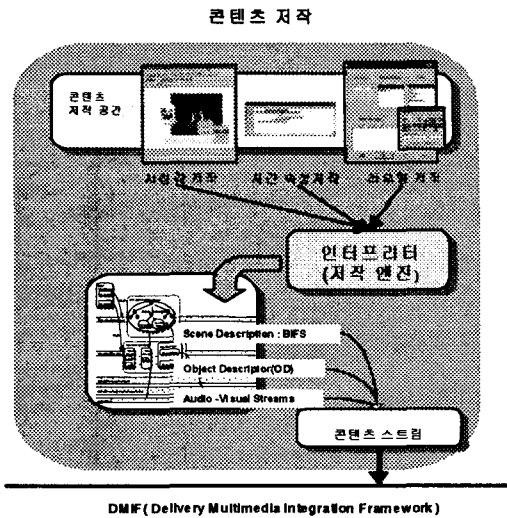 콘텐츠 저작
콘텐츠
저작 공간
시간 속성저작
인터프리터
(저작 엔진)
Scene Description : BIFS
Object Descriptor(OD)
Audio -Visual Streams
콘텐츠 스트림
DMIF( Delivery Multimedia Integration Framework )